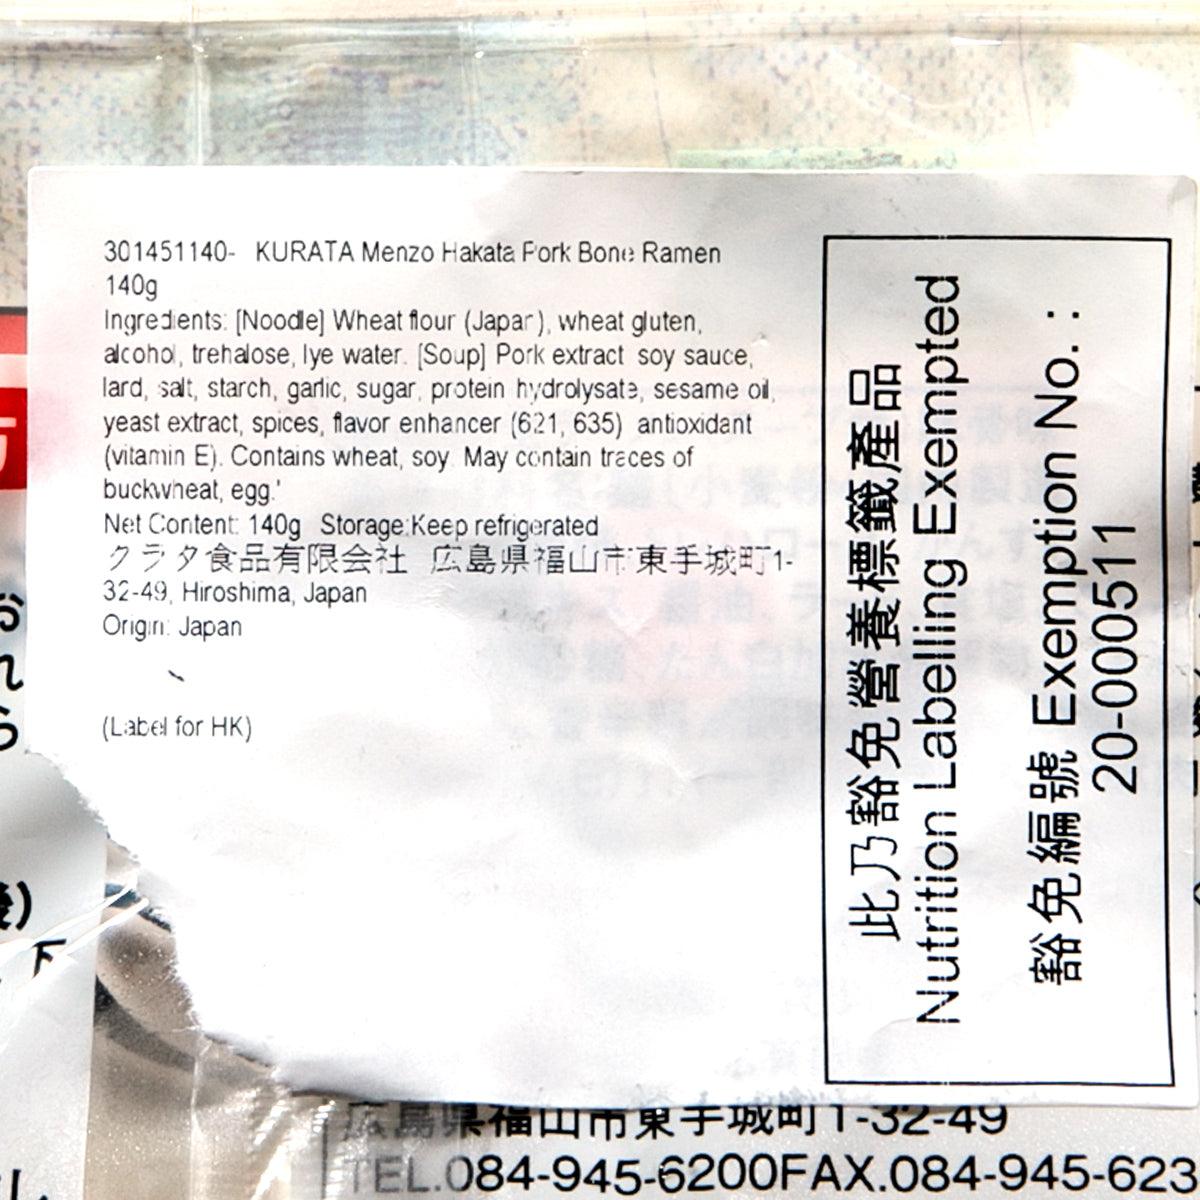 301451140- KURATA Menzo Hakata Pork Bone Ramen
140g
Ingredients: [Noodle] Wheat flour (Japan), wheat gluten,
alcohol, trehalose, lye water. [Soup] Pork extract soy sauce,
lard, salt, starch, garlic, sugar, protein hydrolysate, sesame oil,
yeast extract, spices, flavor enhancer (621, 635) antioxidant
(vitamin E). Contains wheat, soy. May contain traces of
buckwheat, egg.'
Net Content: 140g Storage:Keep refrigerated
クラタ食品有限会社 広島県福山市東手城町1-
32-49, Hiroshima, Japan
Origin: Japan
(Label for HK)
此乃豁免營養標籤產品
Nutrition Labelling Exempted
豁免編號 Exemption No. :
20-000511
広島県福山市東手城町1-32-49
TEL.084-945-6200FAX.084-945-623